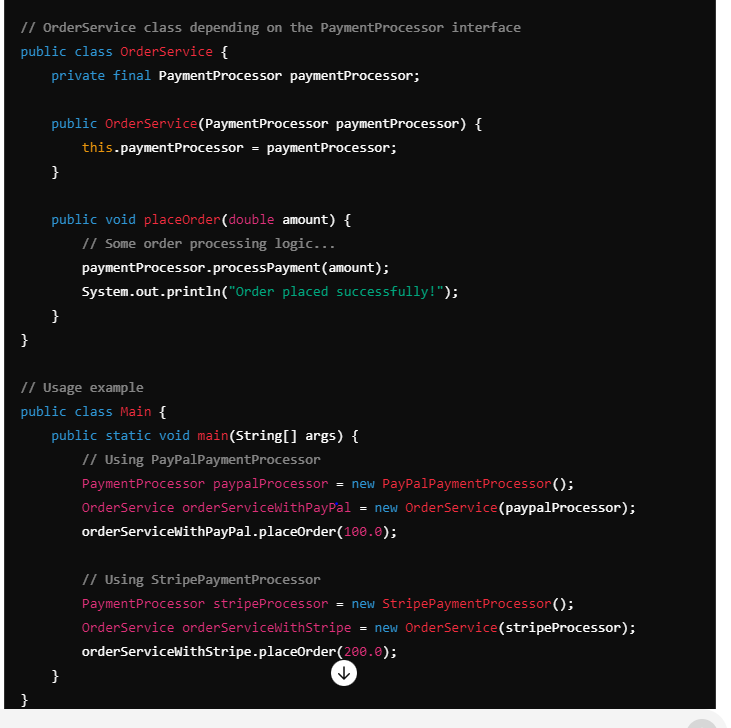 // OrderService class depending on the PaymentProcessor interface
public class OrderService {
    private final PaymentProcessor paymentProcessor;

    public OrderService(PaymentProcessor paymentProcessor) {
        this.paymentProcessor = paymentProcessor;
    }

    public void placeOrder(double amount) {
        // Some order processing logic...
        paymentProcessor.processPayment(amount);
        System.out.println("Order placed successfully!");
    }
}

// Usage example
public class Main {
    public static void main(String[] args) {
        // Using PayPalPaymentProcessor
        PaymentProcessor paypalProcessor = new PayPalPaymentProcessor();
        OrderService orderServiceWithPayPal = new OrderService(paypalProcessor);
        orderServiceWithPayPal.placeOrder(100.0);

        // Using StripePaymentProcessor
        PaymentProcessor stripeProcessor = new StripePaymentProcessor();
        OrderService orderServiceWithStripe = new OrderService(stripeProcessor);
        orderServiceWithStripe.placeOrder(200.0);
    }
}